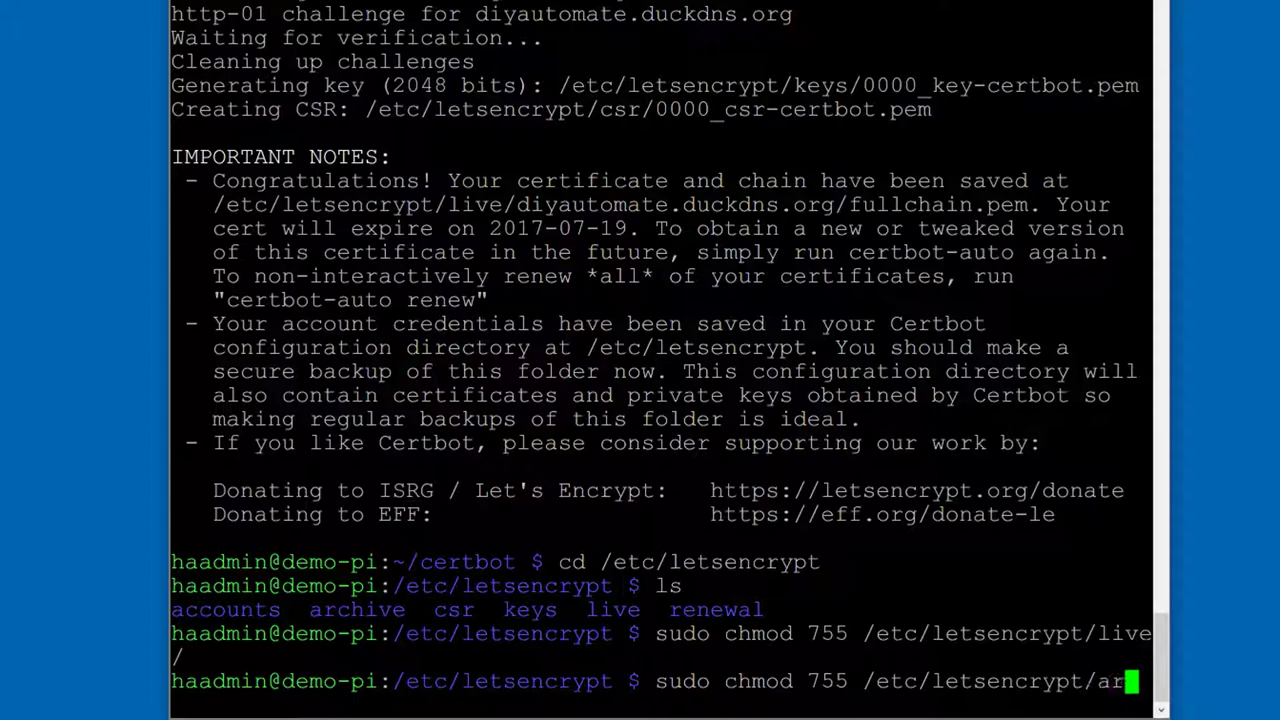 http-01 challenge for diyautomate.duckdns.org
Waiting for verification...
Cleaning up challenges
Generating key (2048 bits): /etc/letsencrypt/keys/0000_key-certbot.pem
Creating CSR: /etc/letsencrypt/csr/0000_csr-certbot.pem
IMPORTANT NOTES:
- Congratulations! Your certificate and chain have been saved at
/etc/letsencrypt/live/diyautomate.duckdns.org/fullchain.pem. Your
cert will expire on 2017-07-19. To obtain a new or tweaked version
of this certificate in the future, simply run certbot-auto again.
To non-interactively renew *all* of your certificates, run
"certbot-auto renew"
- Your account credentials have been saved in your Certbot
configuration directory at /etc/letsencrypt. You should make a
secure backup of this folder now. This configuration directory will
also contain certificates and private keys obtained by Certbot so
making regular backups of this folder is ideal.
- If you like Certbot, please consider supporting our work by:
Donating to ISRG / Let's Encrypt:   https://letsencrypt.org/donate
Donating to EFF:                    https://eff.org/donate-le
haadmin@demo-pi:~/certbot $ cd /etc/letsencrypt
haadmin@demo-pi:/etc/letsencrypt $ ls
accounts  archive  csr  keys  live  renewal
haadmin@demo-pi:/etc/letsencrypt $ sudo chmod 755 /etc/letsencrypt/live
/
haadmin@demo-pi:/etc/letsencrypt $ sudo chmod 755 /etc/letsencrypt/ar